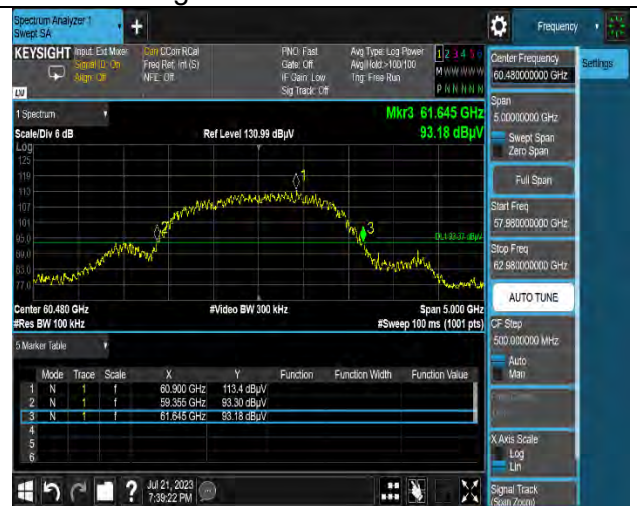 Spectrum Analyzer 1
Swept SA
+
Frequency
KEYSIGHT
Input: Ext Mixer
Signal ID: On
Align: Off
Corr CCorr RCal
Freq Ref: Int (S)
NFE: Off
PNO: Fast
Gate: Off
IF Gain: Low
Sig Track: Off
Avg Type: Log Power
Avg|Hold:>100/100
Trig: Free Run
1 2 3 4 5 6
M W W W W W
P N N N N N
LXI
Center Frequency
60.480000000 GHz
Settings
Span
5.00000000 GHz
Swept Span
Zero Span
Full Span
Start Freq
57.980000000 GHz
Stop Freq
62.980000000 GHz
AUTO TUNE
CF Step
500.000000 MHz
Auto
Man
X Axis Scale
Log
Lin
Signal Track
(Span Zoom)
1 Spectrum
Mkr3 61.645 GHz
Scale/Div 6 dB
Ref Level 130.99 dBµV
93.18 dBµV
Log
125
119
113
107
101
95.0
89.0
83.0
77.0
1
2
3
DL1 93.37 dBµV
Center 60.480 GHz
#Video BW 300 kHz
Span 5.000 GHz
#Res BW 100 kHz
#Sweep 100 ms (1001 pts)
5 Marker Table
Mode Trace Scale X Y Function Function Width Function Value
1 N 1 f 60.900 GHz 113.4 dBµV
2 N 1 f 59.355 GHz 93.30 dBµV
3 N 1 f 61.645 GHz 93.18 dBµV
4
5
6
?
Jul 21, 2023
7:39:22 PM